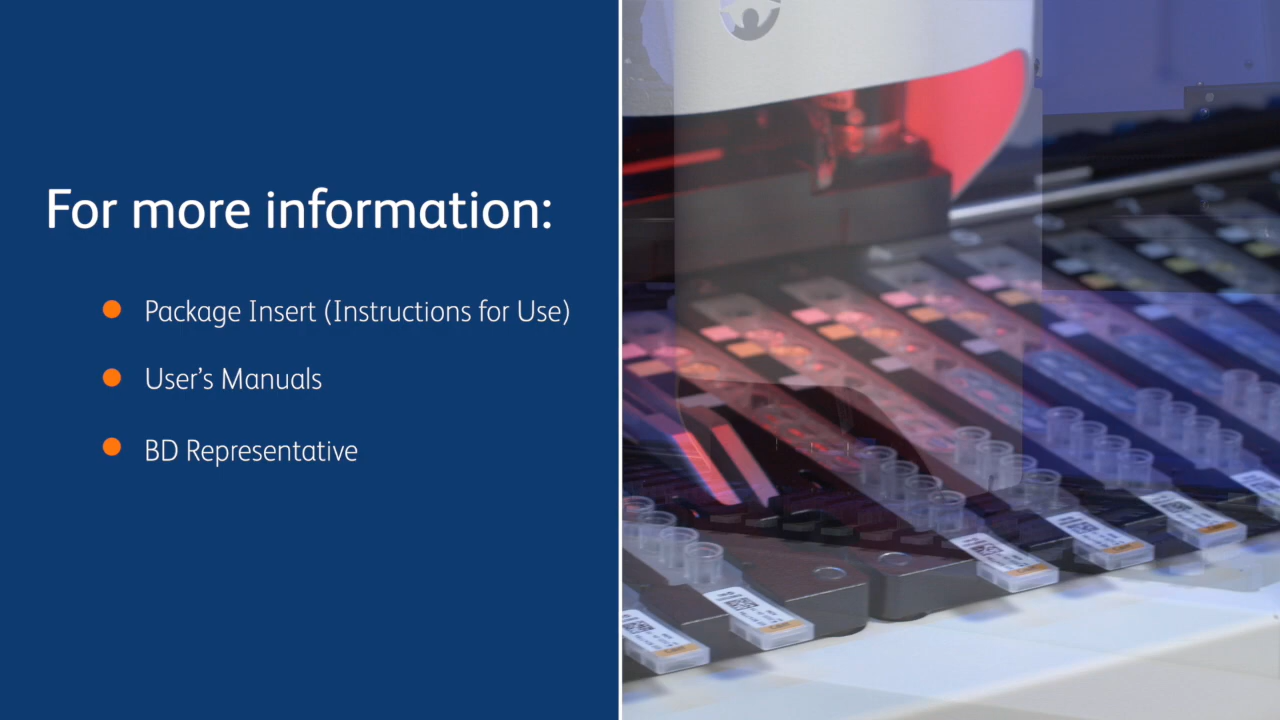 For more information:
Package Insert (Instructions for Use)
User’s Manuals
BD Representative